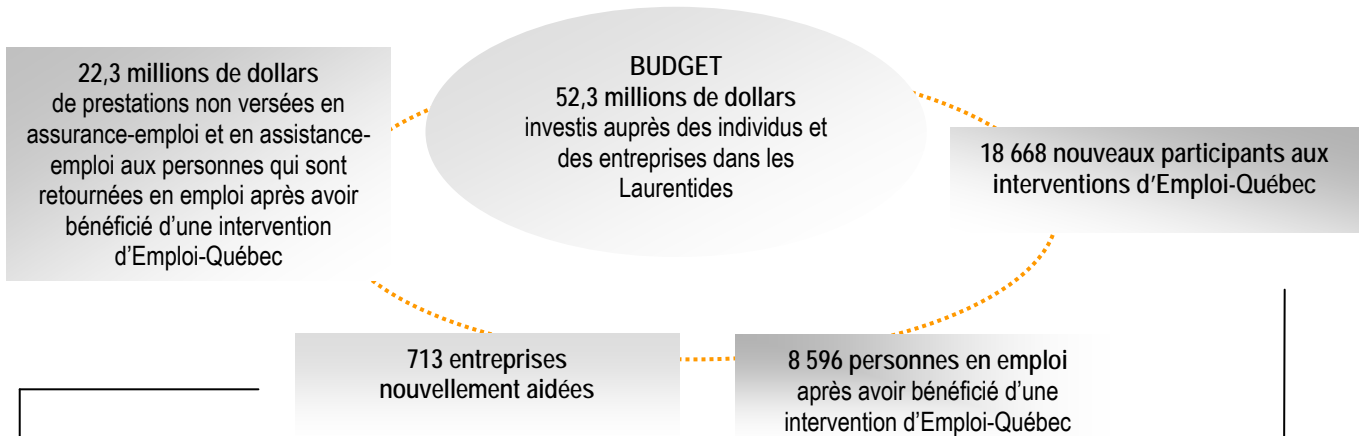 BUDGET
52,3 millions de dollars
investis auprès des individus et
des entreprises dans les
Laurentides
22,3 millions de dollars
de prestations non versées en
assurance-emploi et en assistance-
emploi aux personnes qui sont
retournées en emploi après avoir
bénéficié d'une intervention
d'Emploi-Québec
18 668 nouveaux participants aux
interventions d'Emploi-Québec
713 entreprises
nouvellement aidées
8 596 personnes en emploi
après avoir bénéficié d'une
intervention d'Emploi-Québec